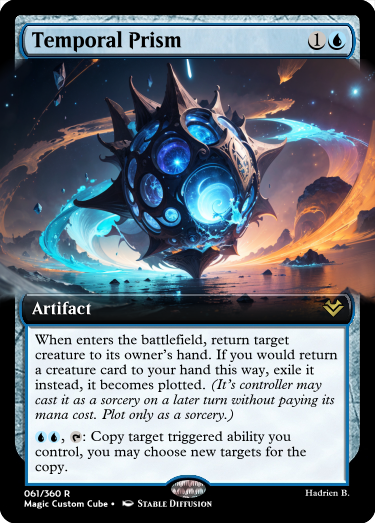 Temporal Prism 1
Artifact
When enters the battlefield, return target
creature to its owner's hand. If you would return
a creature card to your hand this way, exile it
instead, it becomes plotted. (It's controller may
cast it as a sorcery on a later turn without paying its
mana cost. Plot only as a sorcery.)
, : Copy target triggered ability you
control, you may choose new targets for the
copy.
061/360 R
Magic Custom Cube • Stable Diffusion
Hadrien B.